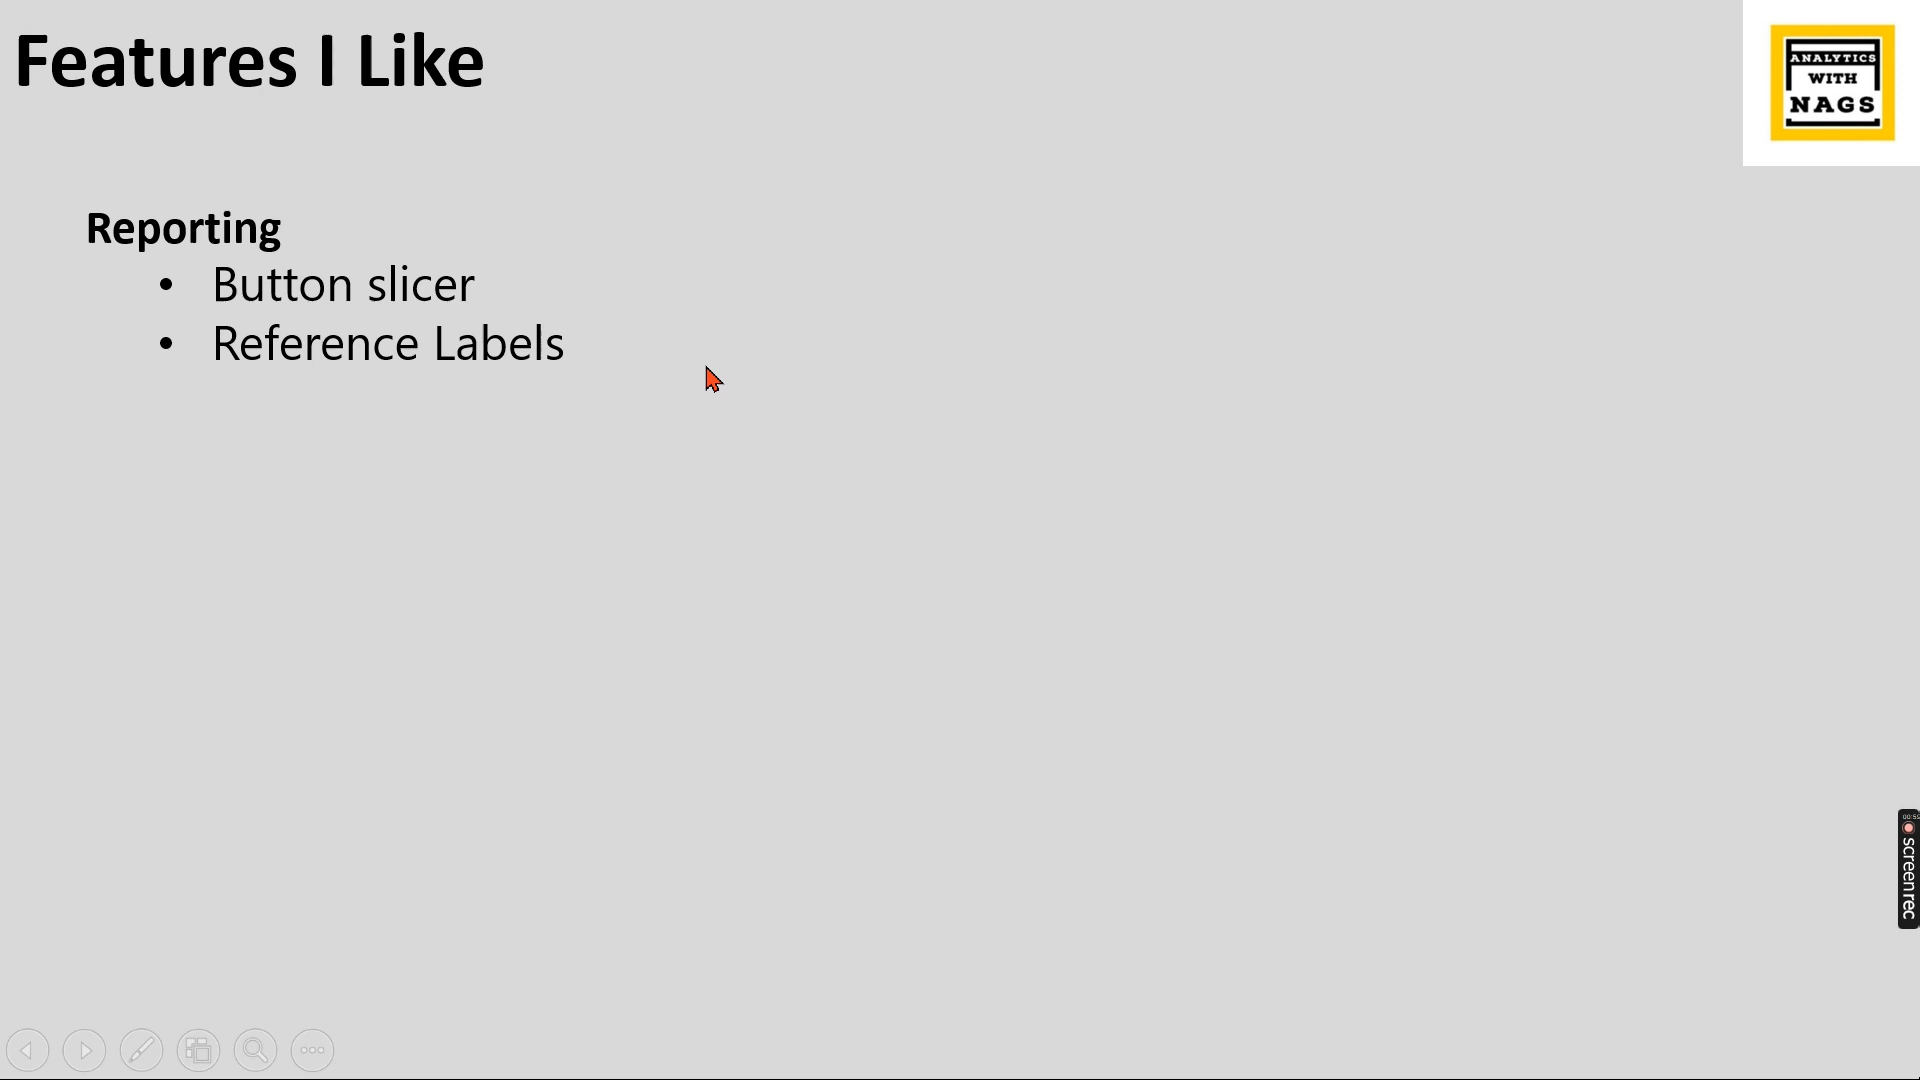 Features I Like
ANALYTICS
WITH
NAGS
Reporting
• Button slicer
• Reference Labels
screenrec